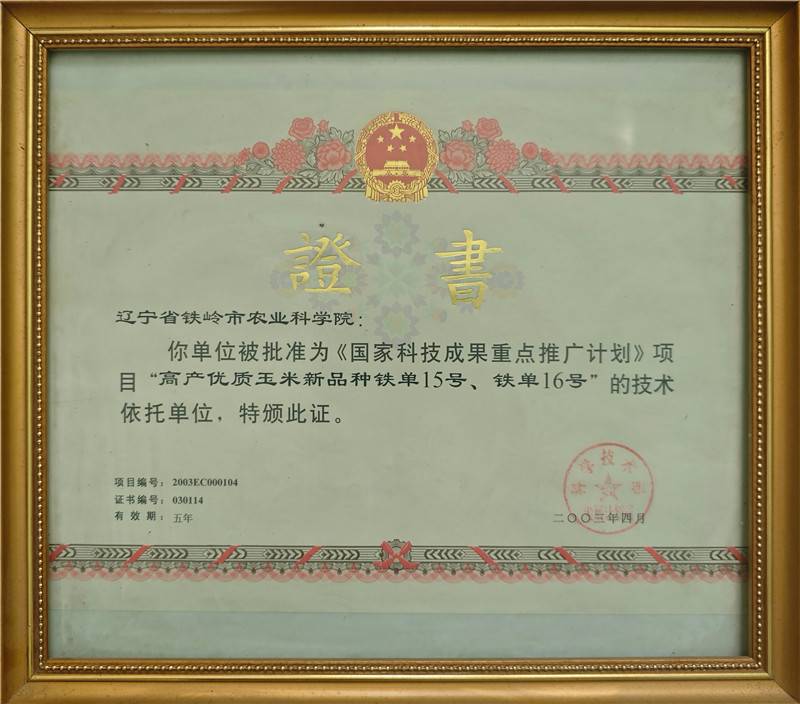 證書
辽宁省铁岭市农业科学院：
你单位被批准为《国家科技成果重点推广计划》项
目“高产优质玉米新品种铁单15号、铁单16号”的技术
依托单位，特颁此证。
项目编号：2003EC000104
证书编号：030114
有效期：五年
二〇〇三年四月